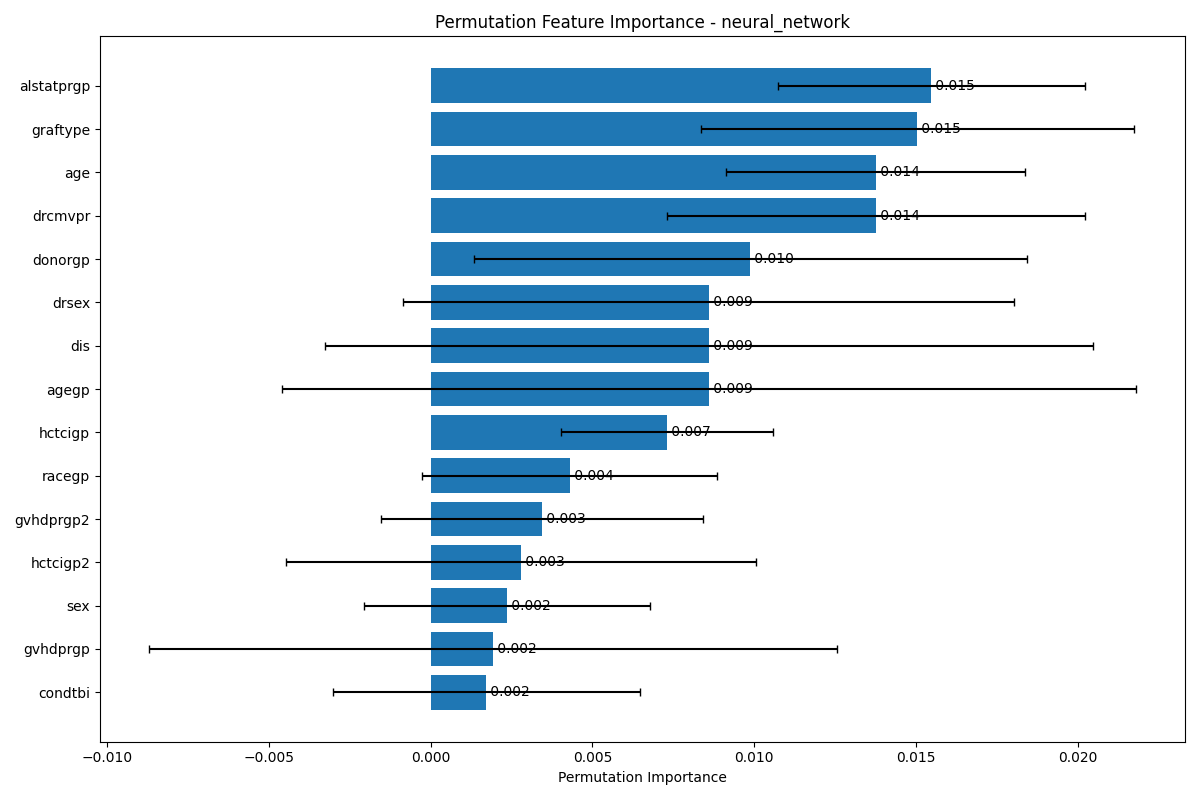 Permutation Feature Importance - neural_network
alstatprgp 0.015
graftype 0.015
age 0.014
drcmvpr 0.014
donorgp 0.010
drsex 0.009
dis 0.009
agegp 0.009
hctcigp 0.007
racegp 0.004
gvhdprgp2 0.003
hctcigp2 0.003
sex 0.002
gvhdprgp 0.002
condtbi 0.002
−0.010 −0.005 0.000 0.005 0.010 0.015 0.020
Permutation Importance